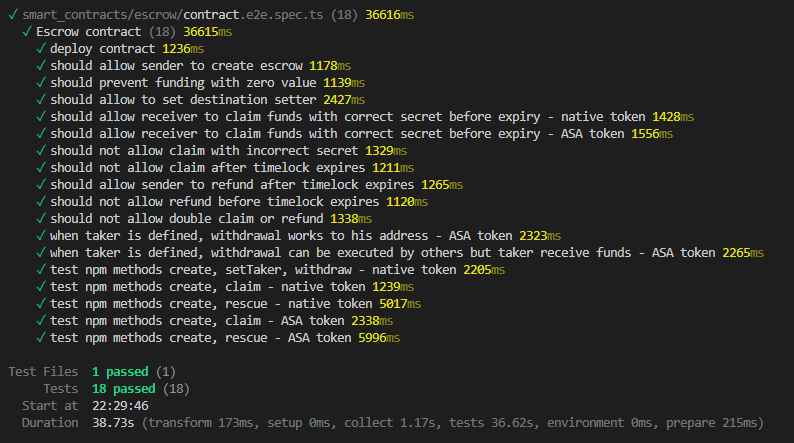 ✓ smart_contracts/escrow/contract.e2e.spec.ts (18) 36616ms
✓ Escrow contract (18) 36615ms
✓ deploy contract 1236ms
✓ should allow sender to create escrow 1178ms
✓ should prevent funding with zero value 1139ms
✓ should allow to set destination setter 2427ms
✓ should allow receiver to claim funds with correct secret before expiry - native token 1428ms
✓ should allow receiver to claim funds with correct secret before expiry - ASA token 1556ms
✓ should not allow claim with incorrect secret 1329ms
✓ should not allow claim after timelock expires 1211ms
✓ should allow sender to refund after timelock expires 1265ms
✓ should not allow refund before timelock expires 1120ms
✓ should not allow double claim or refund 1338ms
✓ when taker is defined, withdrawal works to his address - ASA token 2323ms
✓ when taker is defined, withdrawal can be executed by others but taker receive funds - ASA token 2265ms
✓ test npm methods create, setTaker, withdraw - native token 2205ms
✓ test npm methods create, claim - native token 1239ms
✓ test npm methods create, rescue - native token 5017ms
✓ test npm methods create, claim - ASA token 2338ms
✓ test npm methods create, rescue - ASA token 5996ms
Test Files 1 passed (1)
Tests 18 passed (18)
Start at 22:29:46
Duration 38.73s (transform 173ms, setup 0ms, collect 1.17s, tests 36.62s, environment 0ms, prepare 215ms)